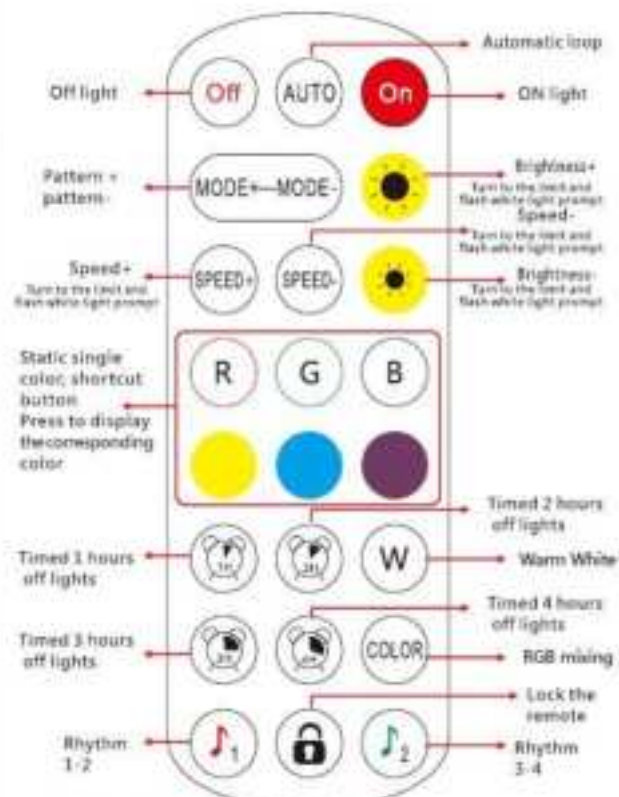 Automatic loop
Off light
Off
AUTO
On
ON light
Pattern +
pattern-
MODE+—MODE-
Brightness+
Turn to the limit and
flash white light prompt
Speed-
Turn to the limit and
flash white light prompt
Speed+
Turn to the limit and
flash white light prompt
SPEED+
SPEED-
Brightness-
Turn to the limit and
flash white light prompt
Static single
color, shortcut
button
Press to display
the corresponding
color
R
G
B
Timed 2 hours
off lights
Timed 1 hours
off lights
1H
2H
W
Warm White
Timed 4 hours
off lights
Timed 3 hours
off lights
3H
COLOR
RGB mixing
Lock the
remote
Rhythm
1-2
1
2
Rhythm
3-4